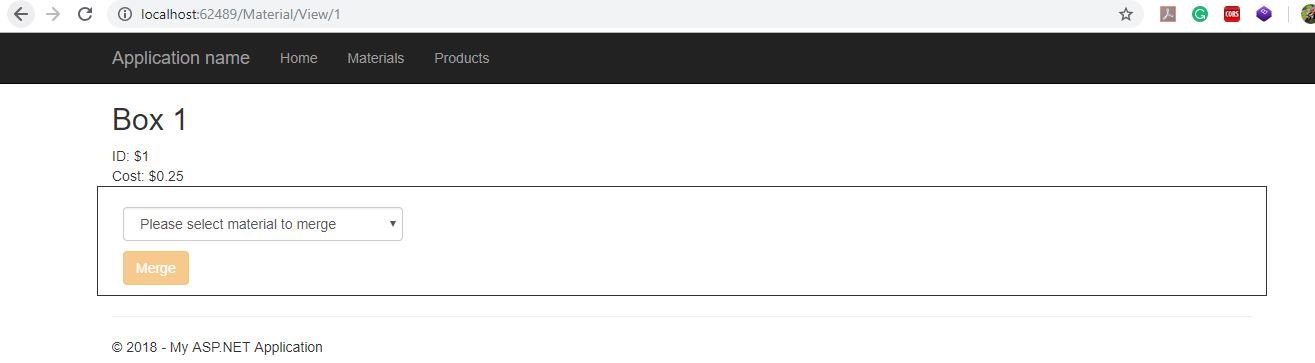 localhost:62489/Material/View/1
CORS
Application name Home Materials Products
Box 1
ID: $1
Cost: $0.25
Please select material to merge
Merge
© 2018 - My ASP.NET Application